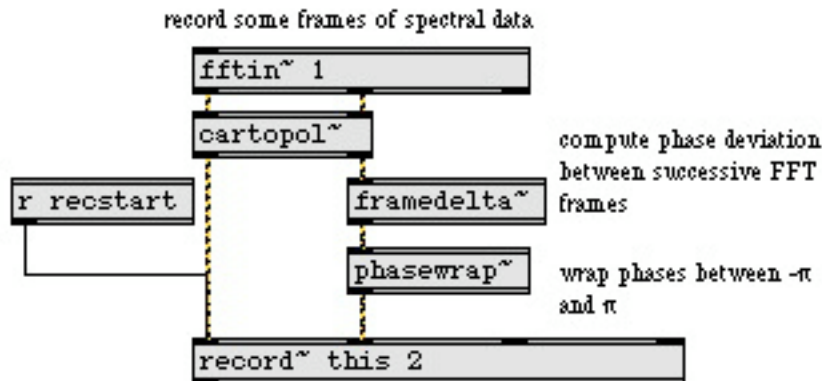 record some frames of spectral data
fftin~ 1
cartopol~
compute phase deviation
between successive FFT
frames
r recstart
framedelta~
phasewrap~
wrap phases between -π
and π
record~ this 2